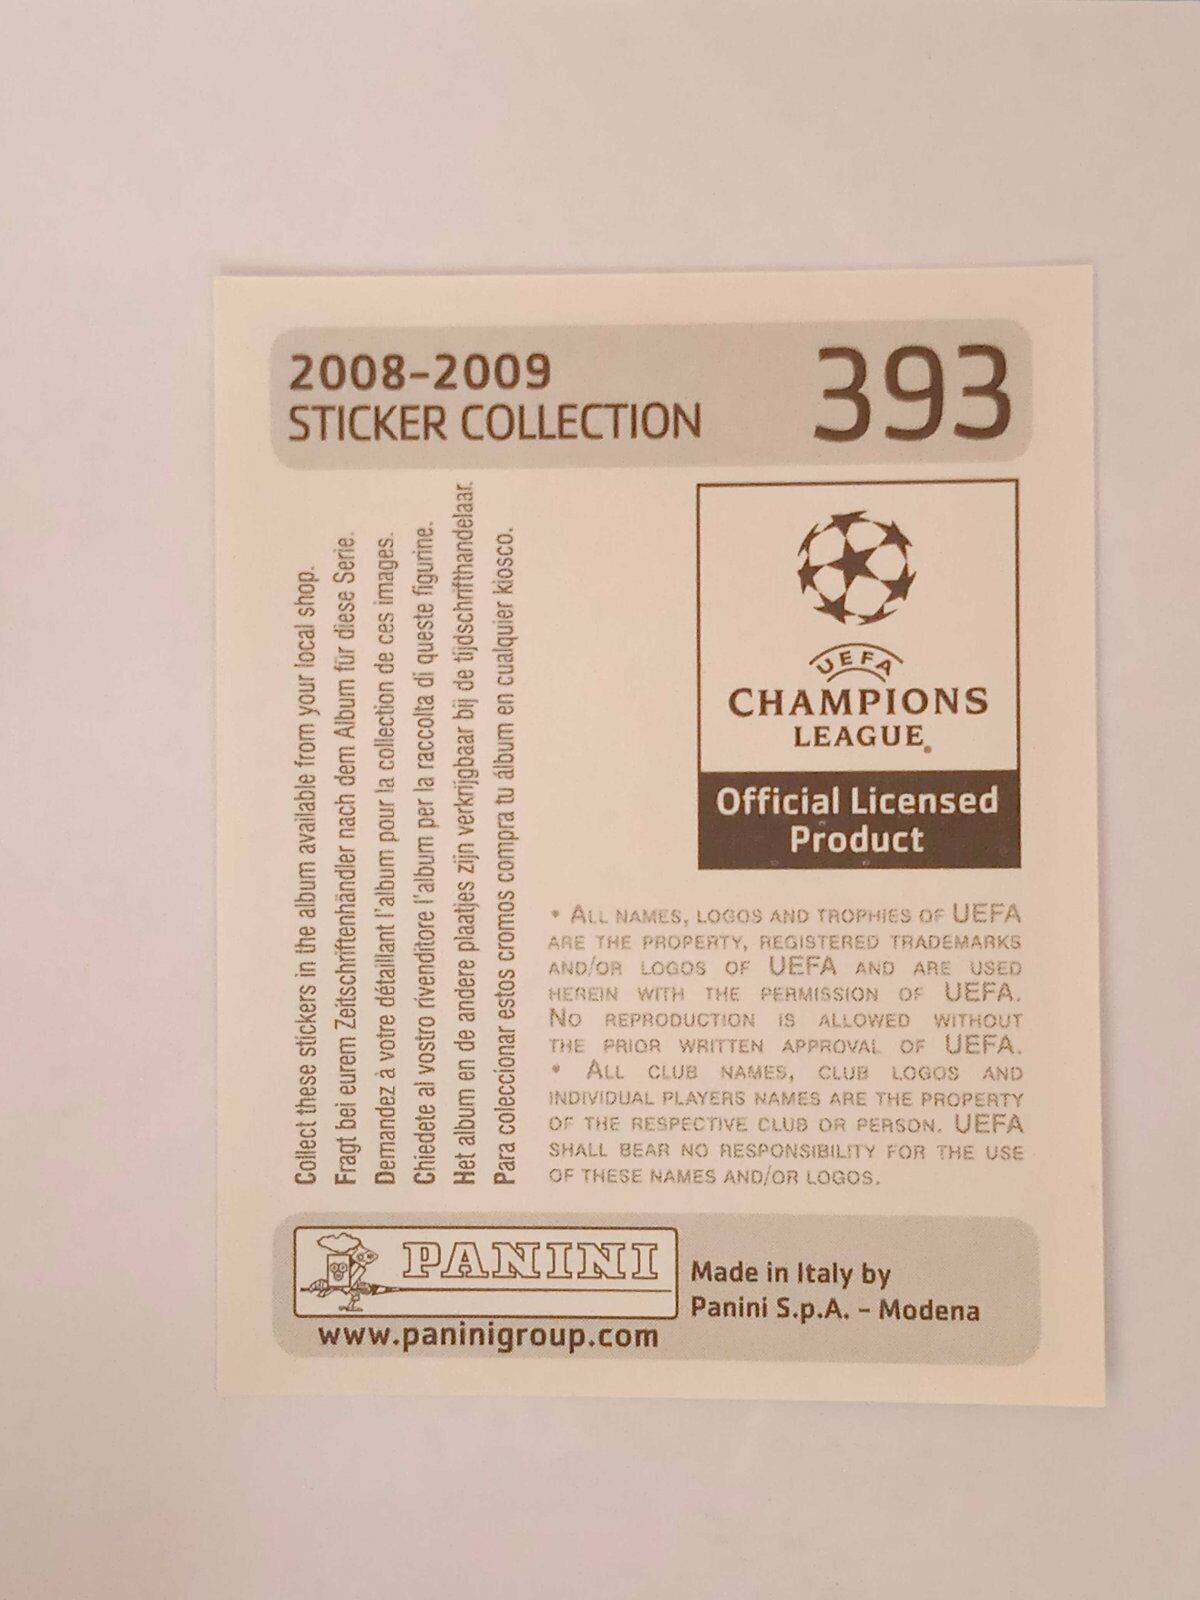 2008-2009
STICKER COLLECTION
393
Collect these stickers in the album available from your local shop.
Fragt bei eurem Zeitschriftenhändler nach dem Album für diese Serie.
Demandez à votre détaillant l'album pour la collection de ces images.
Chiedete al vostro rivenditore l'album per la raccolta di queste figurine.
Het album en de andere plaatjes zijn verkrijgbaar bij de tijdschrifthandelaar.
Para coleccionar estos cromos compra tu álbum en cualquier kiosco.
UEFA
CHAMPIONS
LEAGUE®
Official Licensed
Product
• ALL NAMES, LOGOS AND TROPHIES OF UEFA
ARE THE PROPERTY, REGISTERED TRADEMARKS
AND/OR LOGOS OF UEFA AND ARE USED
HEREIN WITH THE PERMISSION OF UEFA.
NO REPRODUCTION IS ALLOWED WITHOUT
THE PRIOR WRITTEN APPROVAL OF UEFA.
• ALL CLUB NAMES, CLUB LOGOS AND
INDIVIDUAL PLAYERS NAMES ARE THE PROPERTY
OF THE RESPECTIVE CLUB OR PERSON. UEFA
SHALL BEAR NO RESPONSIBILITY FOR THE USE
OF THESE NAMES AND/OR LOGOS.
PANINI
www.paninigroup.com
Made in Italy by
Panini S.p.A. – Modena